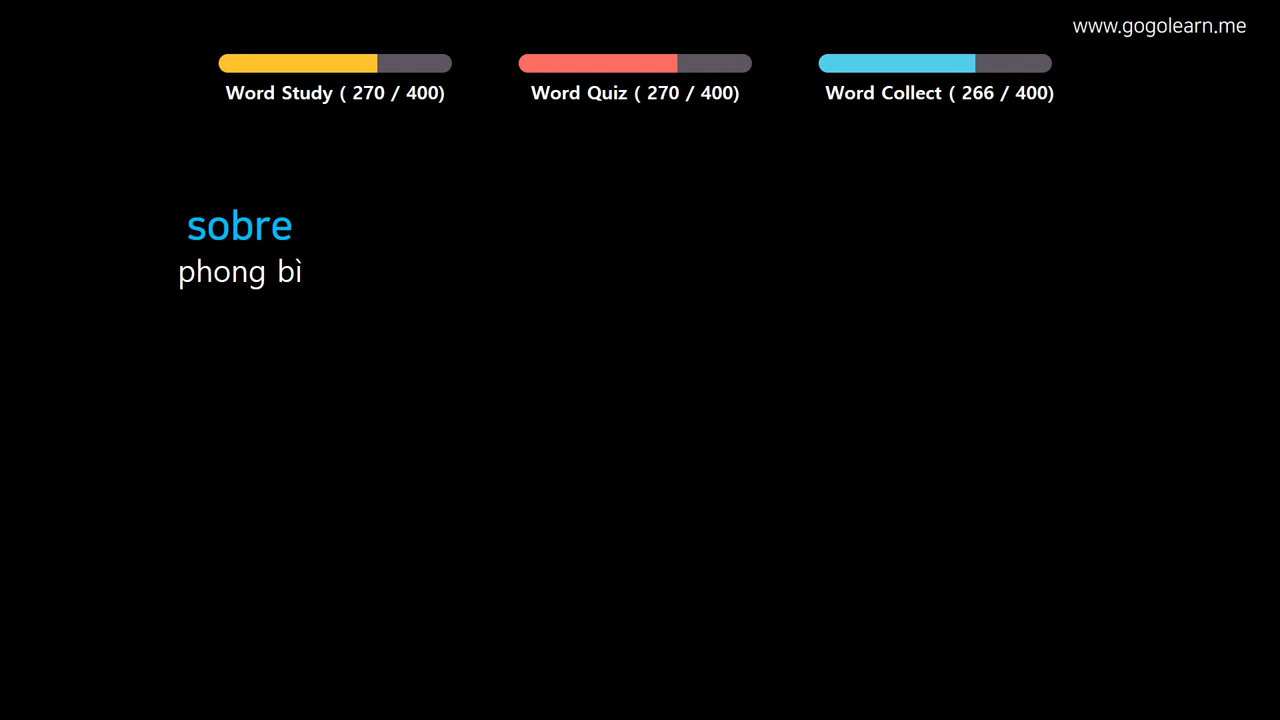 www.gogolearn.me
Word Study ( 270 / 400)
Word Quiz ( 270 / 400)
Word Collect ( 266 / 400)
sobre
phong bì